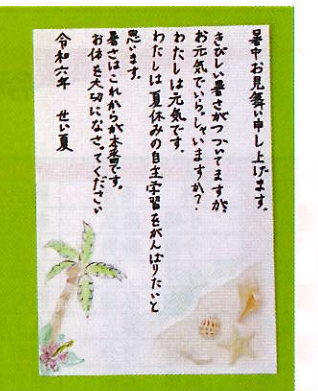 暑中お見舞い申し上げます。
きびしい暑さがつづいてますが
お元気でいらっしゃいますか？
わたしは元気です。
わたしは夏休みの自主学習をがんばりたいと
思います。
暑さはこれからが本番です。
お体を大切になさってください
令和六年　せい夏